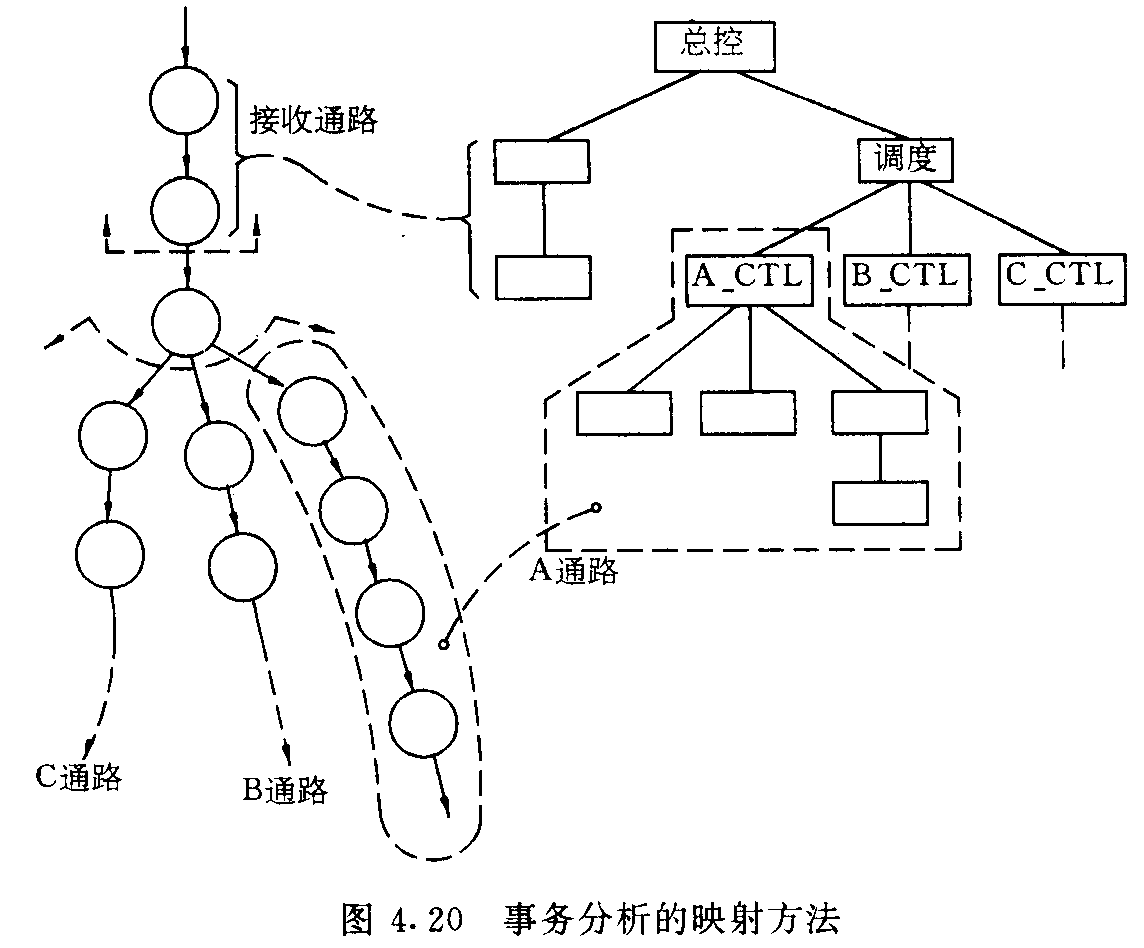 总控
接收通路
调度
A_CTL
B_CTL
C_CTL
A通路
C通路
B通路
图 4.20 事务分析的映射方法